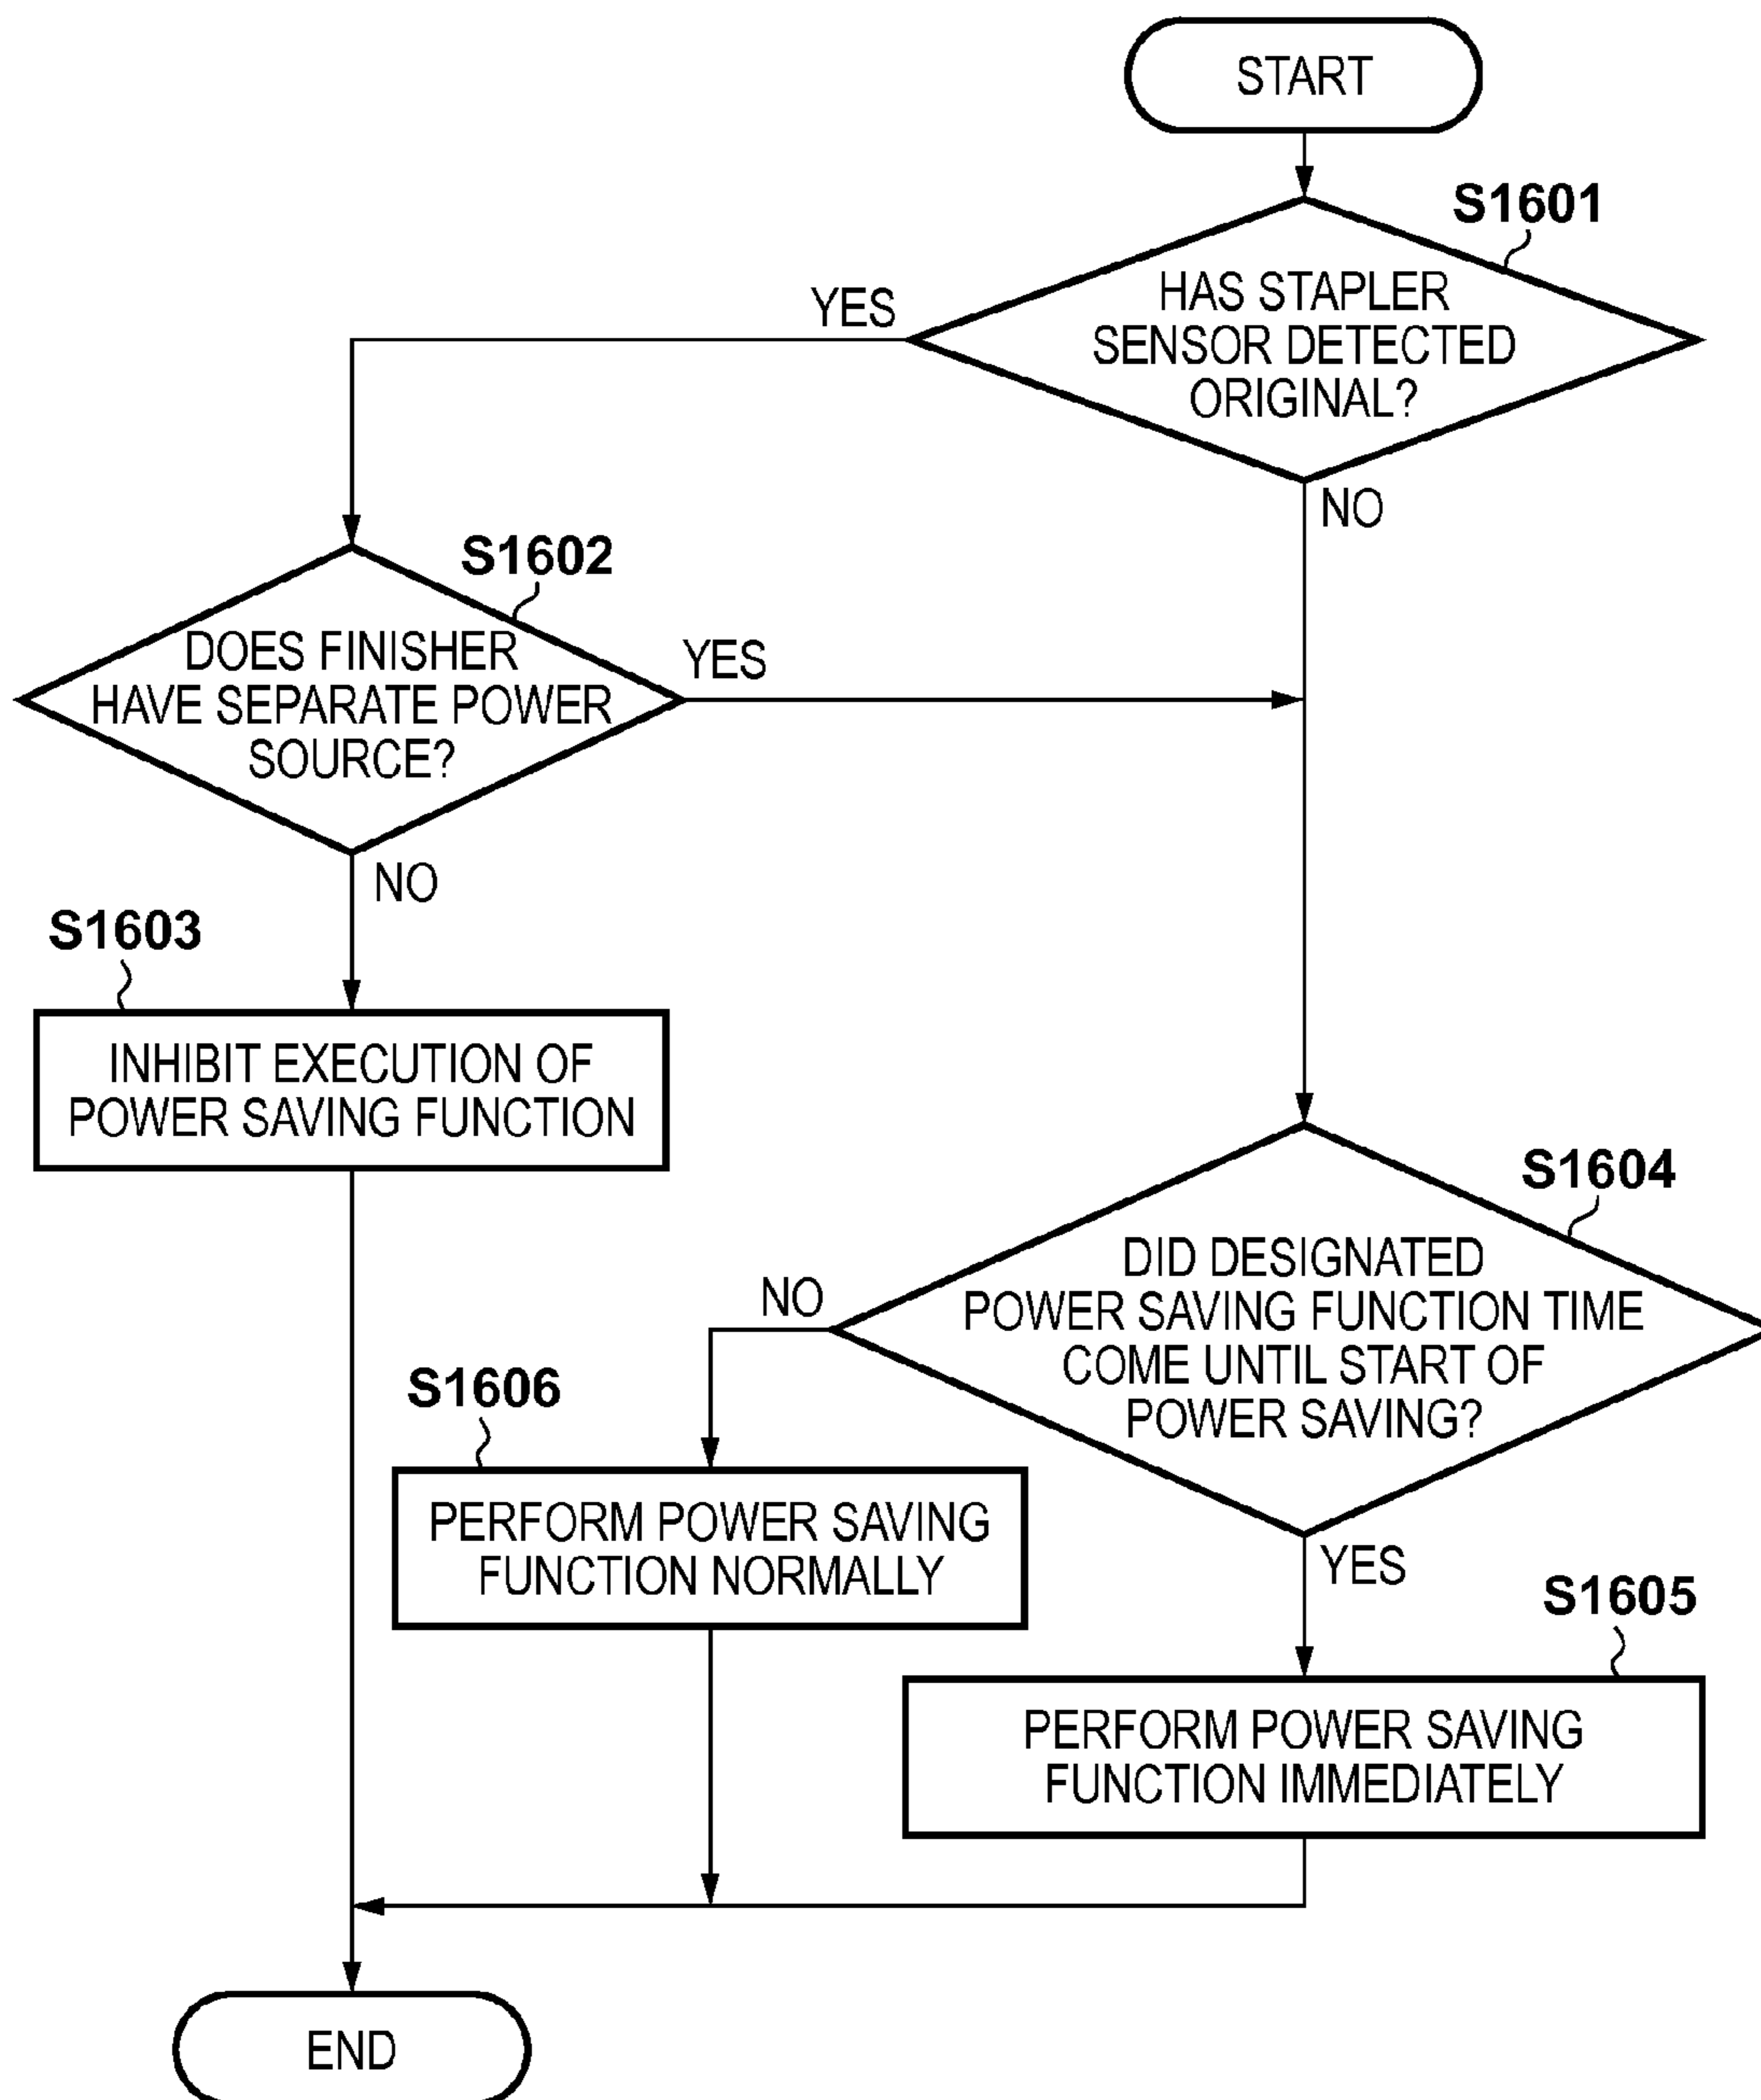 START
S1601
HAS STAPLER
SENSOR DETECTED
ORIGINAL?
YES
NO
S1602
DOES FINISHER
HAVE SEPARATE POWER
SOURCE?
YES
NO
S1603
INHIBIT EXECUTION OF
POWER SAVING FUNCTION
S1604
DID DESIGNATED
POWER SAVING FUNCTION TIME
COME UNTIL START OF
POWER SAVING?
NO
YES
S1606
PERFORM POWER SAVING
FUNCTION NORMALLY
S1605
PERFORM POWER SAVING
FUNCTION IMMEDIATELY
END